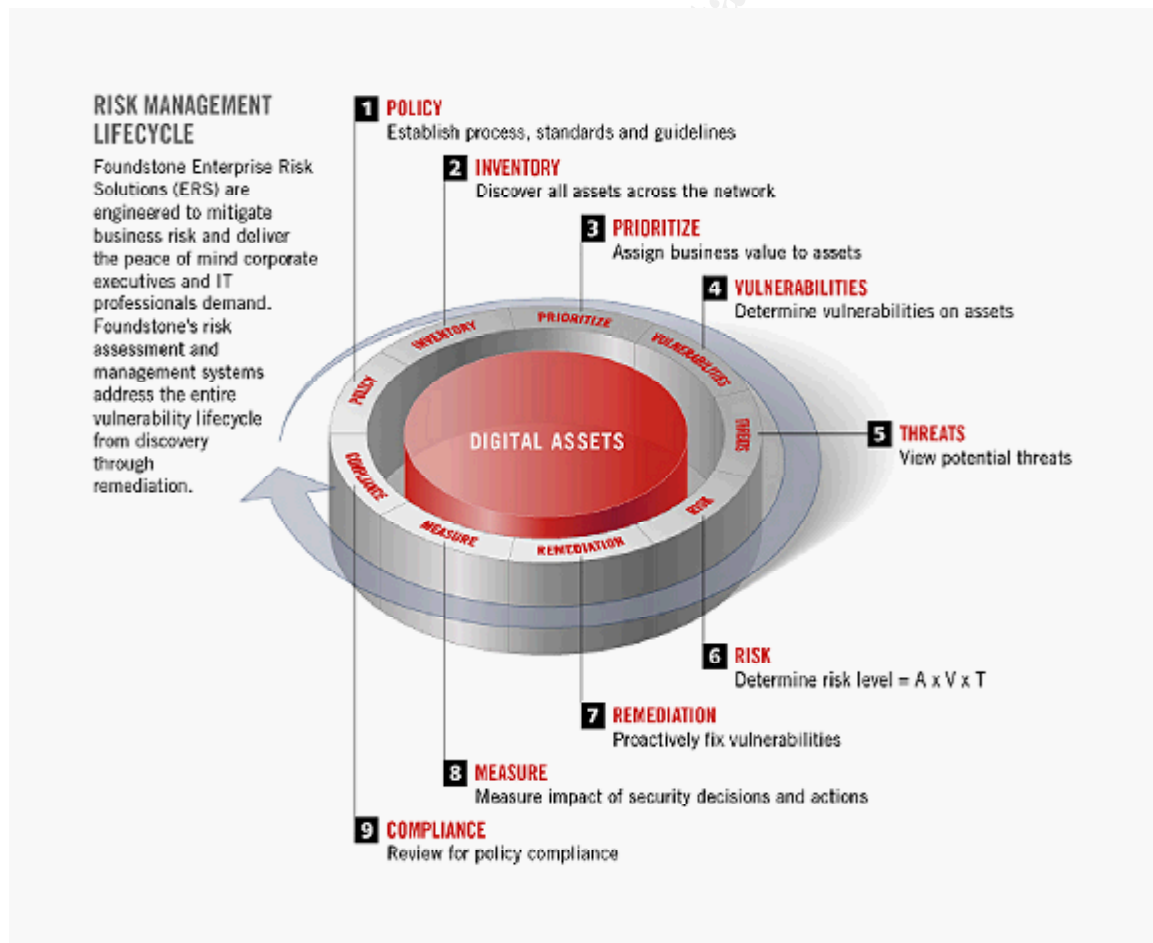 RISK MANAGEMENT
LIFECYCLE
Foundstone Enterprise Risk
Solutions (ERS) are
engineered to mitigate
business risk and deliver
the peace of mind corporate
executives and IT
professionals demand.
Foundstone's risk
assessment and
management systems
address the entire
vulnerability lifecycle
from discovery
through
remediation.
1 POLICY
Establish process, standards and guidelines
2 INVENTORY
Discover all assets across the network
3 PRIORITIZE
Assign business value to assets
4 VULNERABILITIES
Determine vulnerabilities on assets
5 THREATS
View potential threats
6 RISK
Determine risk level = A x V x T
7 REMEDIATION
Proactively fix vulnerabilities
8 MEASURE
Measure impact of security decisions and actions
9 COMPLIANCE
Review for policy compliance
POLICY
INVENTORY
PRIORITIZE
VULNERABILITIES
THREATS
RISK
REMEDIATION
MEASURE
COMPLIANCE
DIGITAL ASSETS